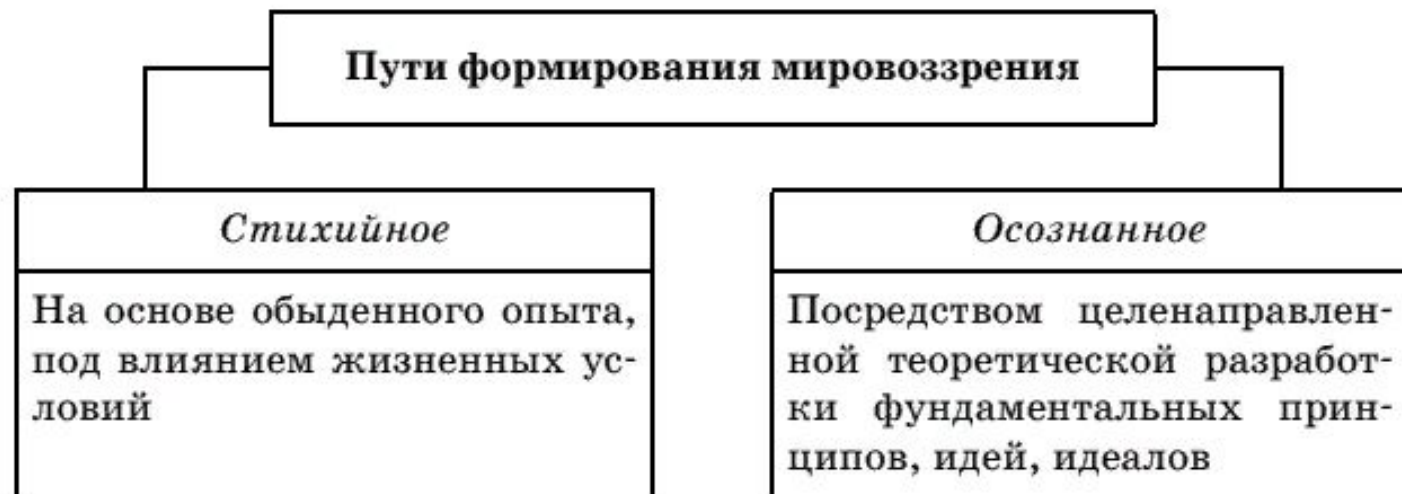 Пути формирования мировоззрения
Стихийное
На основе обыденного опыта,
под влиянием жизненных ус-
ловий
Осознанное
Посредством целенаправлен-
ной теоретической разработ-
ки фундаментальных прин-
ципов, идей, идеалов